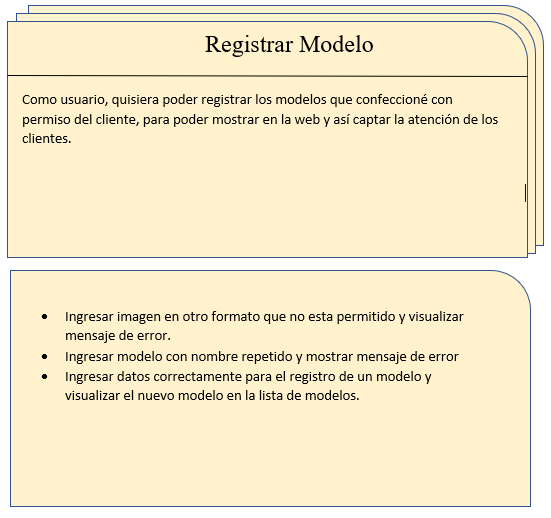 Registrar Modelo
Como usuario, quisiera poder registrar los modelos que confeccioné con
permiso del cliente, para poder mostrar en la web y así captar la atención de los
clientes.
• Ingresar imagen en otro formato que no esta permitido y visualizar
mensaje de error.
• Ingresar modelo con nombre repetido y mostrar mensaje de error
• Ingresar datos correctamente para el registro de un modelo y
visualizar el nuevo modelo en la lista de modelos.